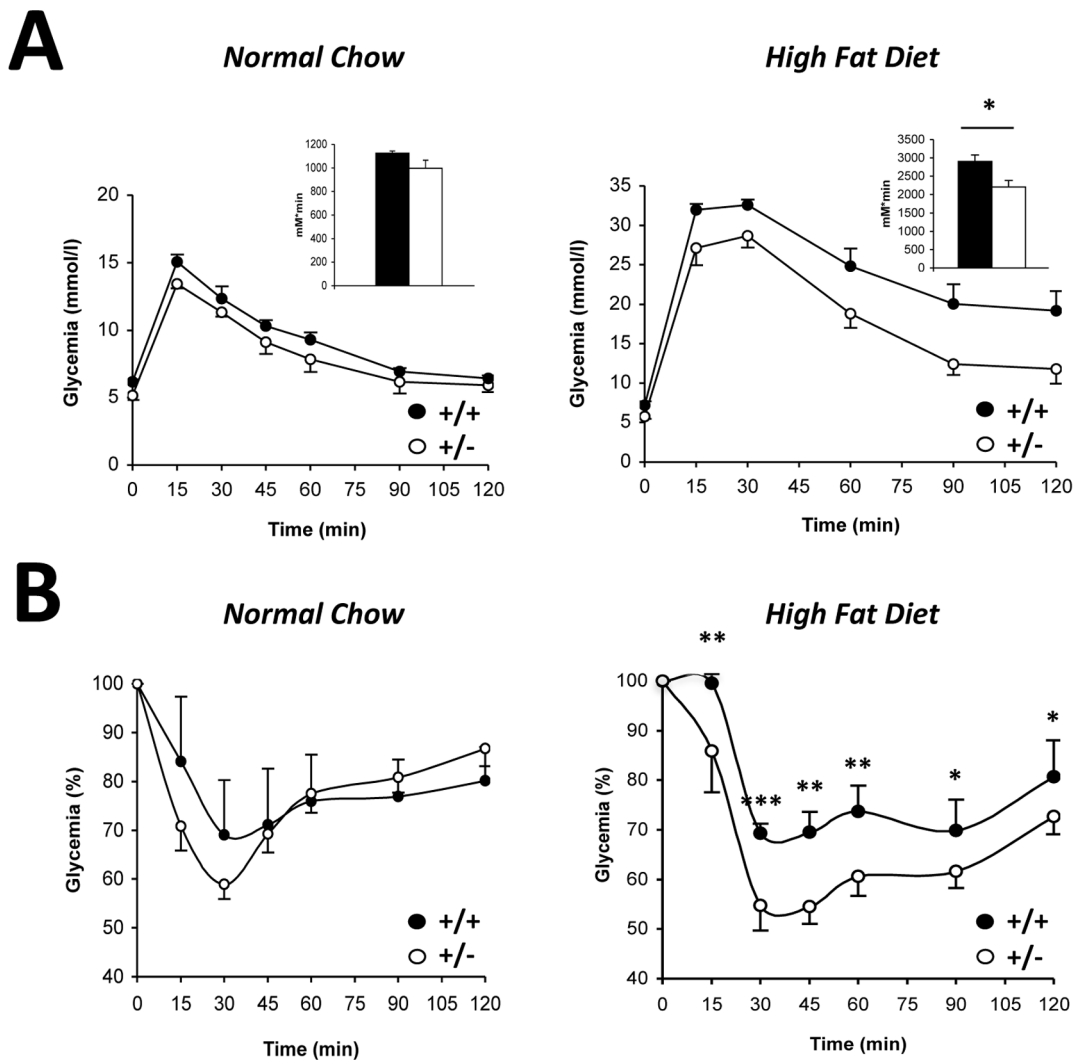 A
Normal Chow
High Fat Diet
1200
1000
800
600
400
200
0
mM*min
*
3500
3000
2500
2000
1500
1000
500
0
mM*min
20
15
10
5
0
Glycemia (mmol/l)
+/+
+/-
0 15 30 45 60 75 90 105 120
Time (min)
35
30
25
20
15
10
5
0
Glycemia (mmol/l)
+/+
+/-
0 15 30 45 60 75 90 105 120
Time (min)
B
Normal Chow
High Fat Diet
100
90
80
70
60
50
40
Glycemia (%)
+/+
+/-
0 15 30 45 60 75 90 105 120
Time (min)
** *** ** ** * *
100
90
80
70
60
50
40
Glycemia (%)
+/+
+/-
0 15 30 45 60 75 90 105 120
Time (min)